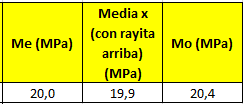 Me (MPa)
Media x
(con rayita
arriba)
(MPa)
Mo (MPa)
20,0
19,9
20,4